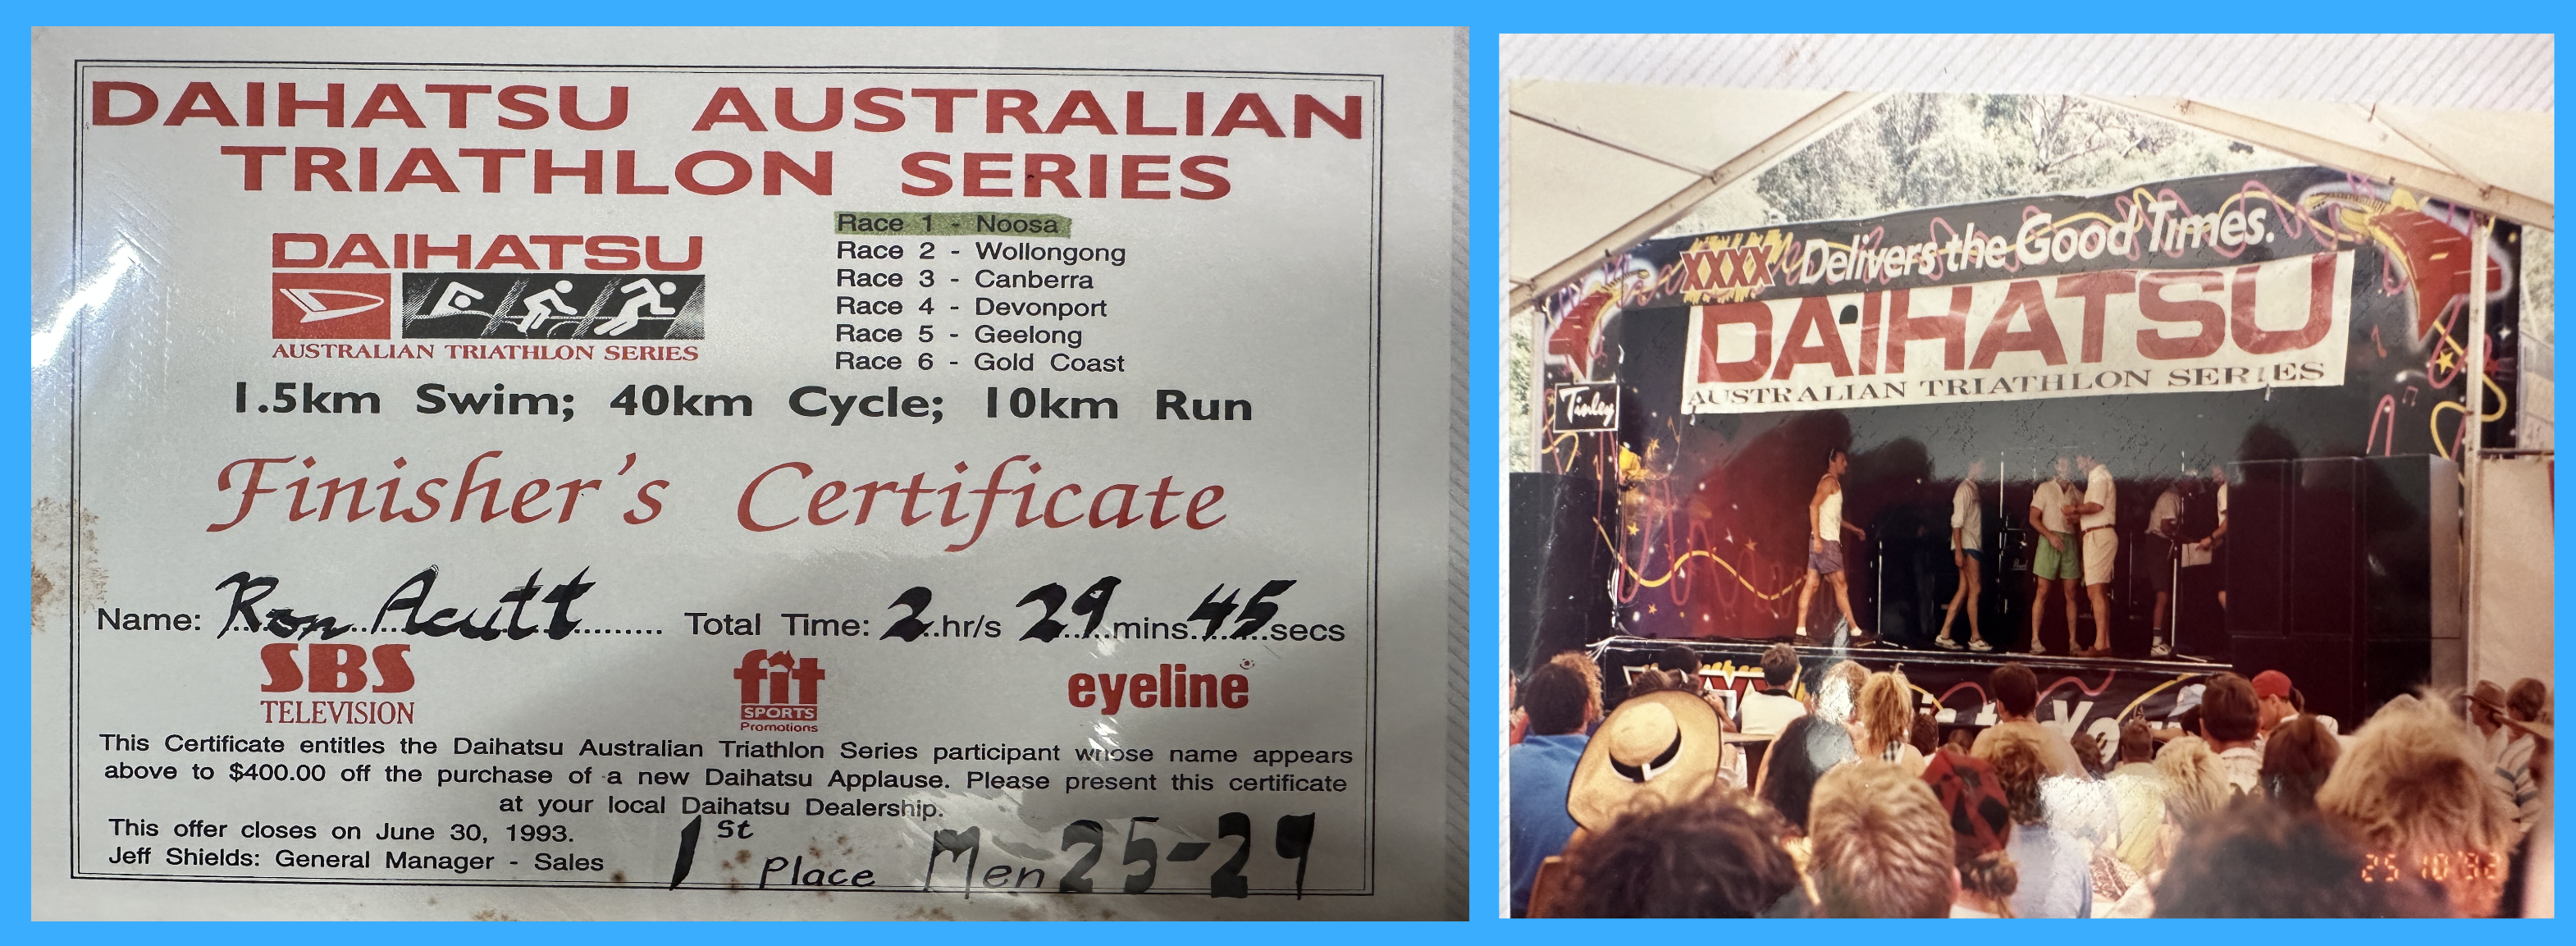 DAIHATSU AUSTRALIAN
TRIATHLON SERIES
DAIHATSU
AUSTRALIAN TRIATHLON SERIES
Race 1 - Noosa
Race 2 - Wollongong
Race 3 - Canberra
Race 4 - Devonport
Race 5 - Geelong
Race 6 - Gold Coast
1.5km Swim; 40km Cycle; 10km Run
Finisher's Certificate
Name: Ron Acutt Total Time: 2 hr/s 29 mins 45 secs
SBS
TELEVISION
fit
SPORTS
Promotions
eyeline
This Certificate entitles the Daihatsu Australian Triathlon Series participant whose name appears
above to $400.00 off the purchase of a new Daihatsu Applause. Please present this certificate
at your local Daihatsu Dealership.
This offer closes on June 30, 1993.
Jeff Shields: General Manager - Sales
1st Place Men 25-29
XXXX Delivers the Good Times.
DAIHATSU
AUSTRALIAN TRIATHLON SERIES
Tinley
25 10 '92